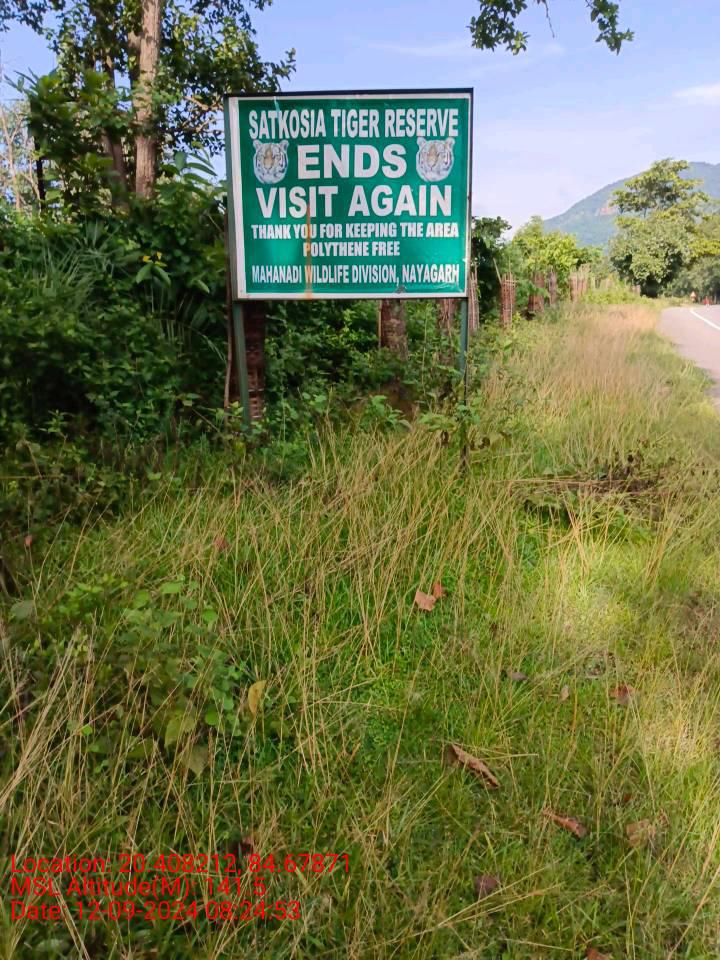 SATKOSIA TIGER RESERVE
ENDS
VISIT AGAIN
THANK YOU FOR KEEPING THE AREA
POLYTHENE FREE
MAHANADI WILDLIFE DIVISION, NAYAGARH
Location: 20.408212, 84.67871
MSL Altitude(M): 141.5
Date: 12-09-2024 08:24:53